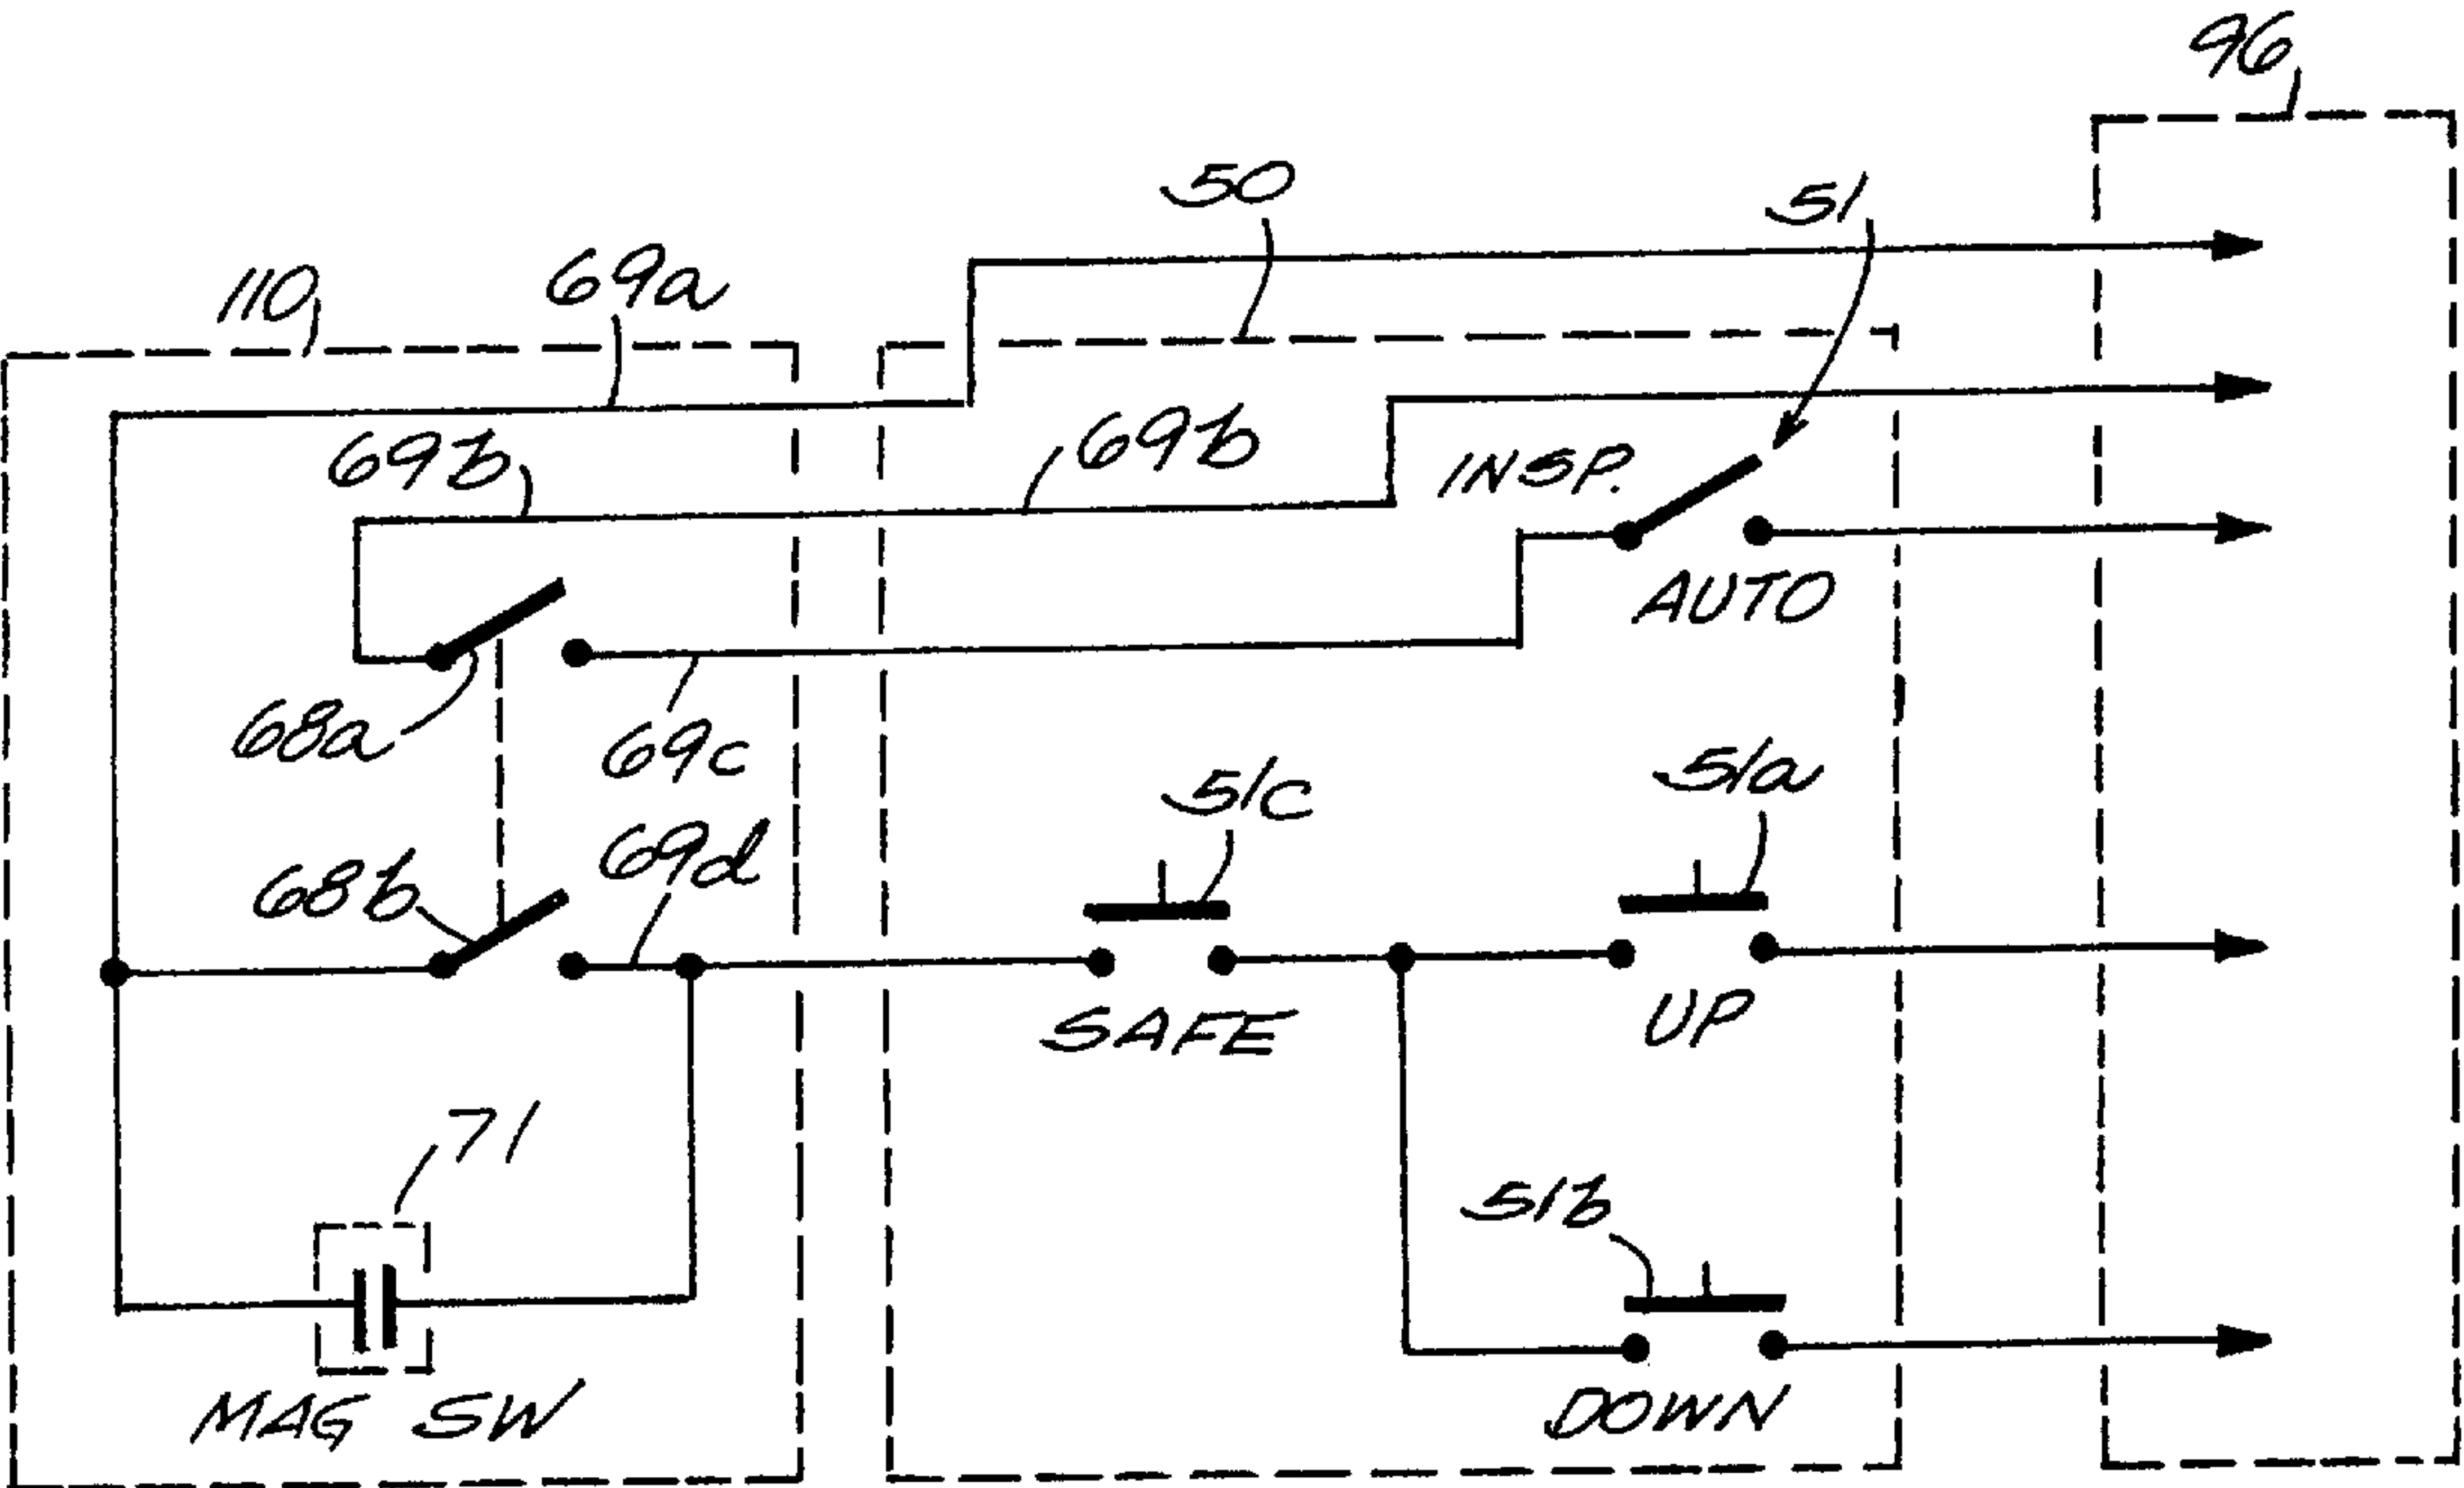 96
50
51
110
69a
69b
69b
INSP.
AUTO
68a
69c
51c
51a
68b
69d
SAFE
UP
71
51b
MAG SW
DOWN